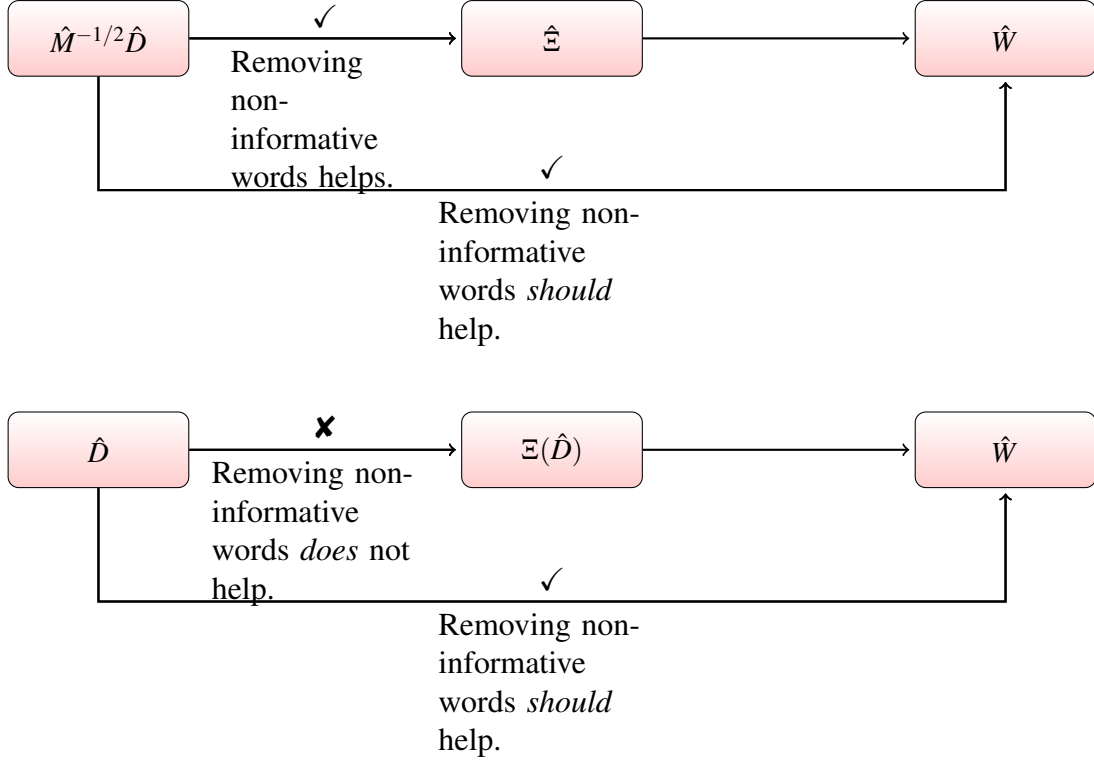 M̂^{-1/2}D̂ ✓ Ξ̂ Ŵ
Removing
non-
informative
words helps.
✓
Removing non-
informative
words should
help.
D̂ ✘ Ξ(D̂) Ŵ
Removing non-
informative
words does not
help.
✓
Removing non-
informative
words should
help.